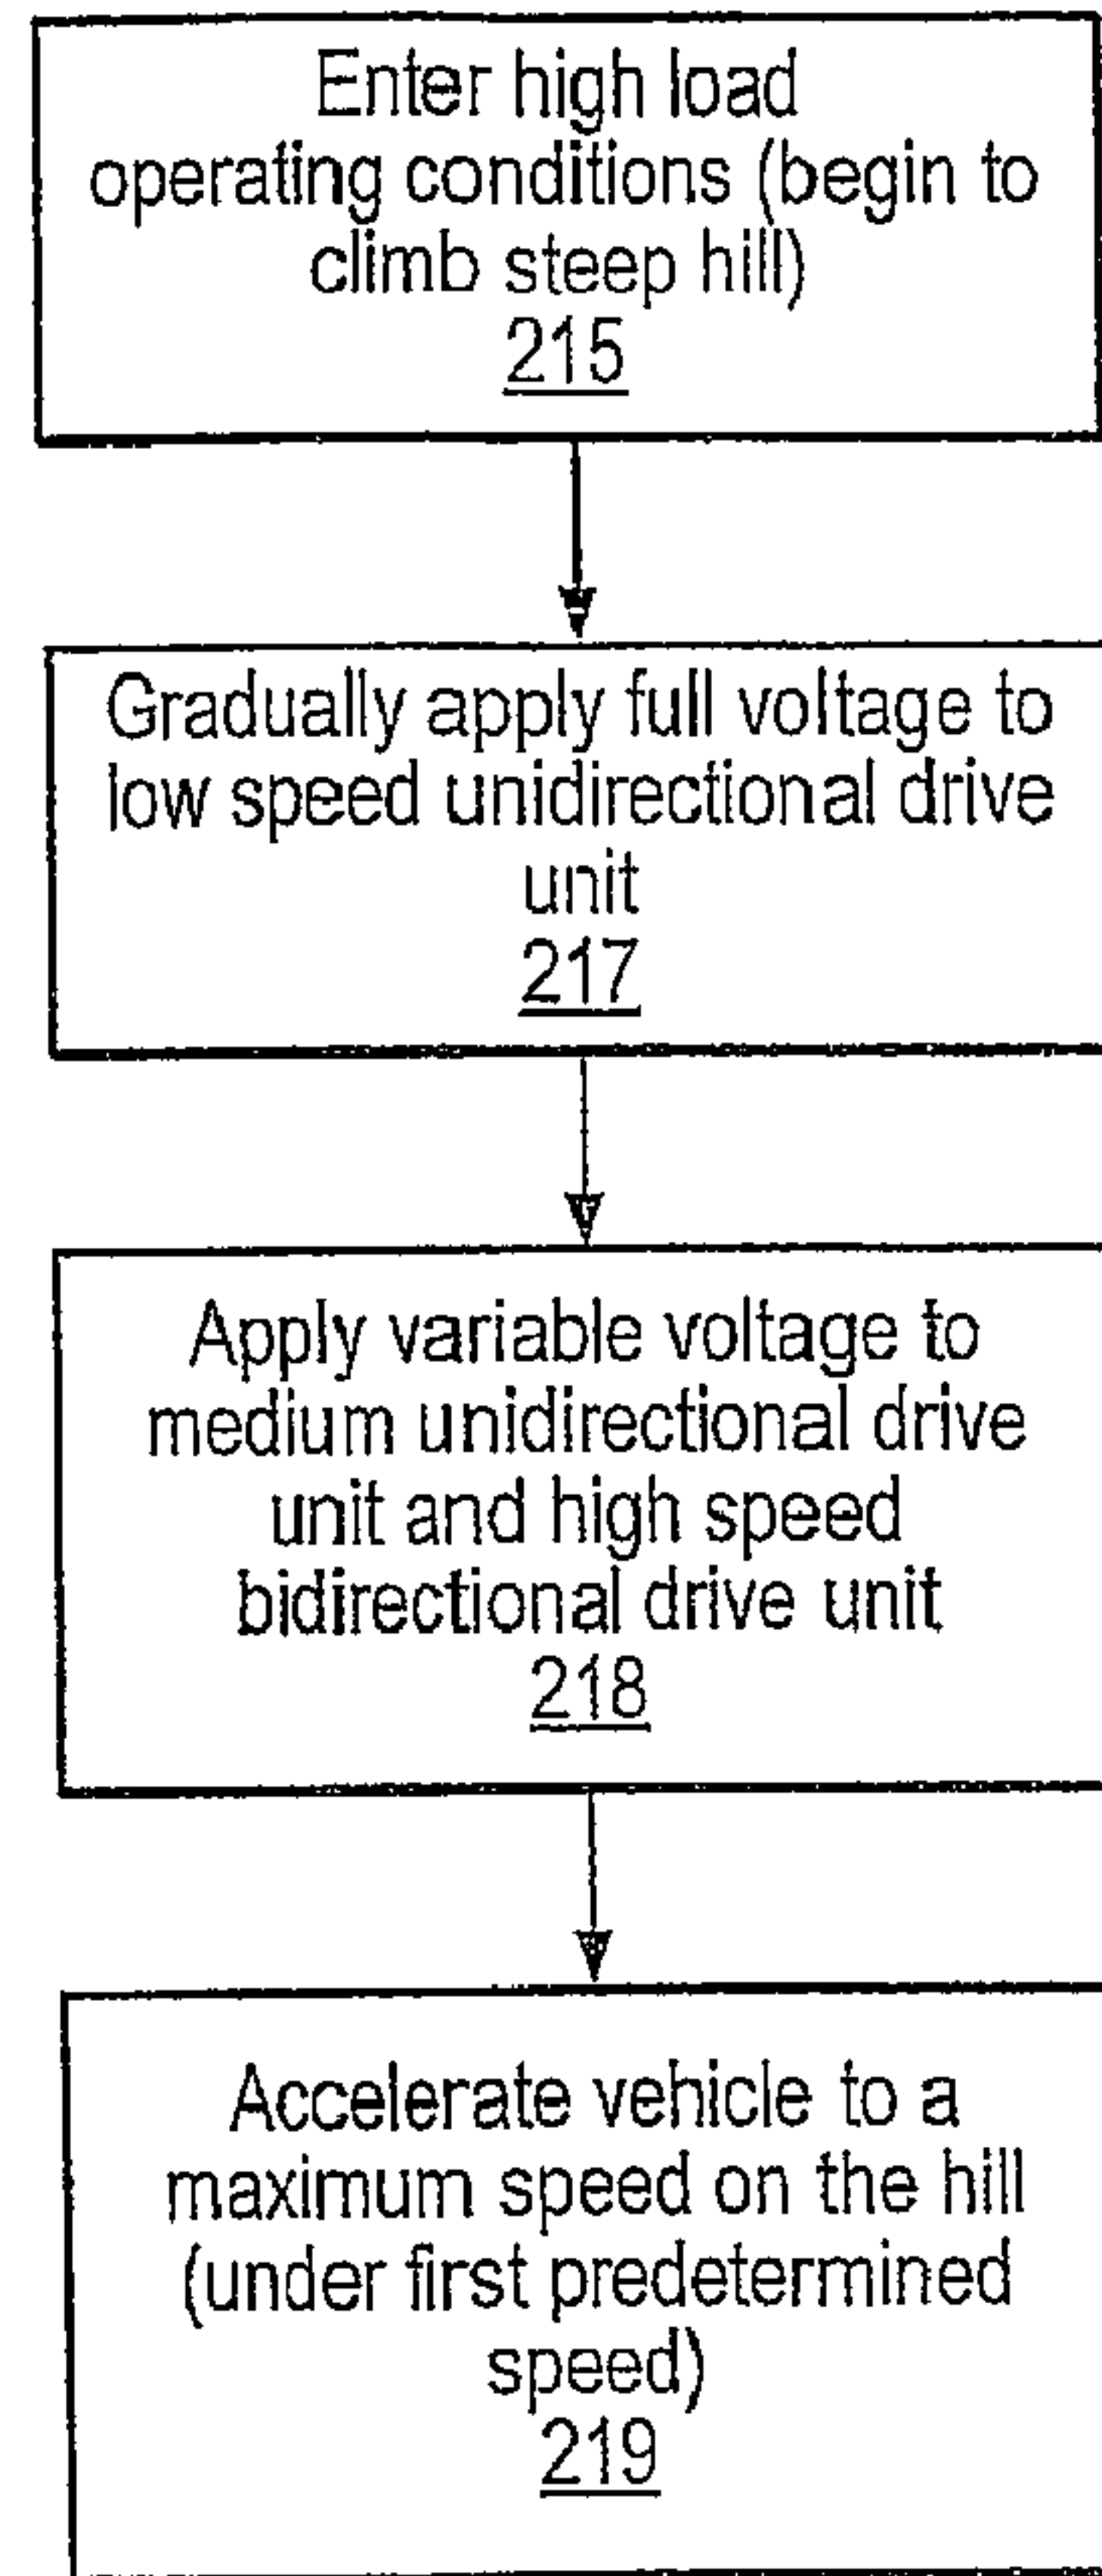 Enter high load
operating conditions (begin to
climb steep hill)
215
Gradually apply full voltage to
low speed unidirectional drive
unit
217
Apply variable voltage to
medium unidirectional drive
unit and high speed
bidirectional drive unit
218
Accelerate vehicle to a
maximum speed on the hill
(under first predetermined
speed)
219